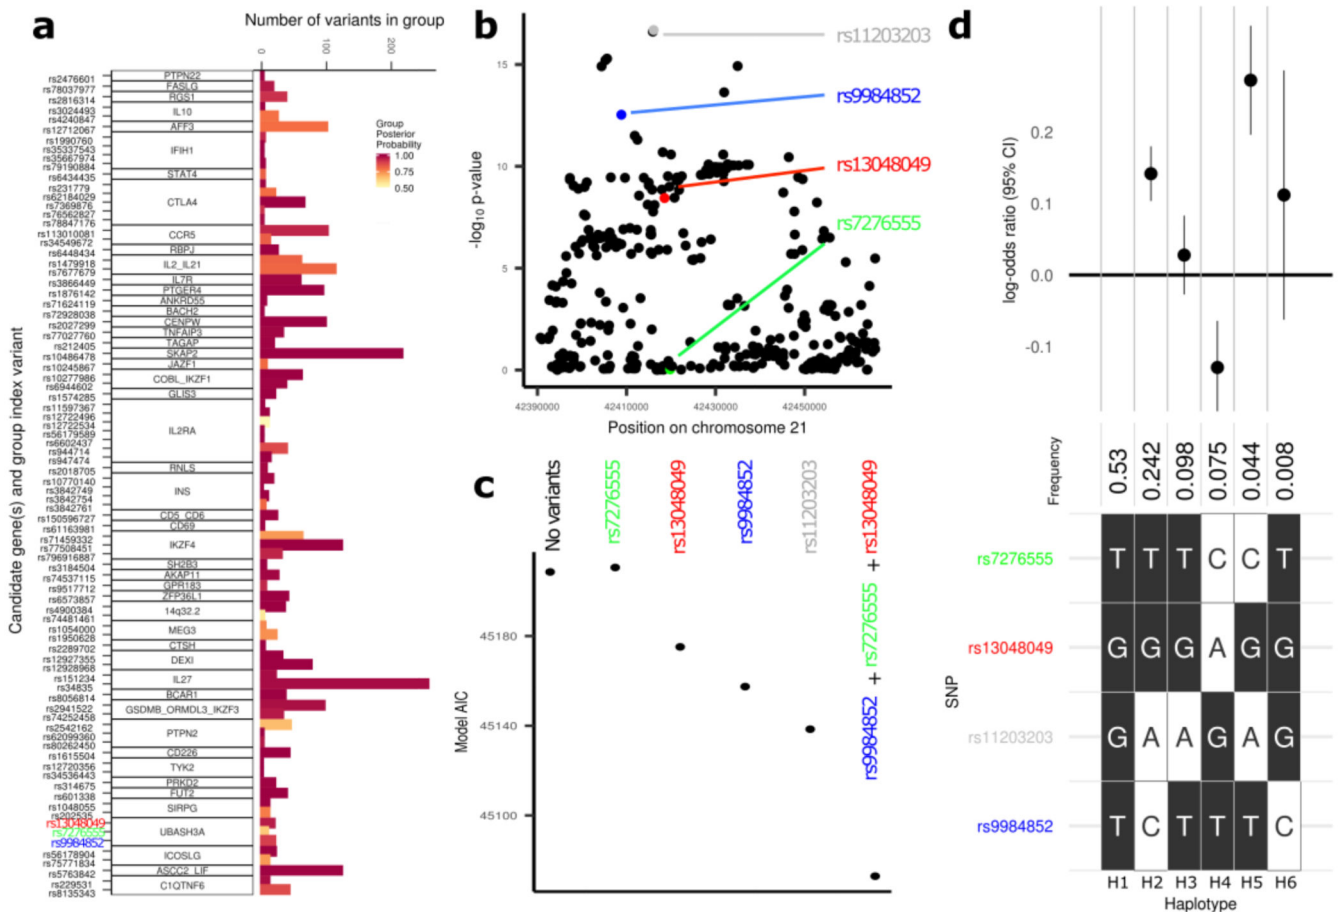 a
Number of variants in group
0
100
200
Candidate gene(s) and group index variant
rs2476601
rs78037977
rs2816314
rs3024493
rs4240847
rs12712067
rs1990760
rs35337543
rs35667974
rs79190884
rs6434435
rs231779
rs62184029
rs7369876
rs76562827
rs78847176
rs113010081
rs34549672
rs6448434
rs1479918
rs7677679
rs3866449
rs1876142
rs71624119
rs72928038
rs2027299
rs77027760
rs212405
rs10486478
rs10245867
rs10277986
rs6944602
rs1574285
rs11597367
rs12722496
rs12722534
rs56179589
rs6602437
rs944714
rs947474
rs2018705
rs10770140
rs3842749
rs3842754
rs3842761
rs150596727
rs61163981
rs71459332
rs77508451
rs796916887
rs3184504
rs74537115
rs9517712
rs6573857
rs4900384
rs74481461
rs1054000
rs1950628
rs2289702
rs12927355
rs12928968
rs151234
rs34835
rs8056814
rs2941522
rs74252458
rs2542162
rs62099360
rs80262450
rs1615504
rs12720356
rs34536443
rs314675
rs601338
rs1048055
rs202535
rs13048049
rs7276555
rs9984852
rs56178904
rs75771834
rs5763842
rs229531
rs8135343
PTPN22
FASLG
RGS1
IL10
AFF3
IFIH1
STAT4
CTLA4
CCR5
RBPJ
IL2_IL21
IL7R
PTGER4
ANKRD55
BACH2
CENPW
TNFAIP3
TAGAP
SKAP2
JAZF1
COBL_IKZF1
GLIS3
IL2RA
RNLS
INS
CD5_CD6
CD69
IKZF4
SH2B3
AKAP11
GPR183
ZFP36L1
14q32.2
MEG3
CTSH
DEXI
IL27
BCAR1
GSDMB_ORMDL3_IKZF3
PTPN2
CD226
TYK2
PRKD2
FUT2
SIRPG
UBASH3A
ICOSLG
ASCC2_LIF
C1QTNF6
Group
Posterior
Probability
1.00
0.75
0.50
b
-log10 p-value
15
10
5
0
rs11203203
rs9984852
rs13048049
rs7276555
42390000 42410000 42430000 42450000
Position on chromosome 21
c
No variants
rs7276555
rs13048049
rs9984852
rs11203203
rs9984852 + rs7276555 + rs13048049
Model AIC
45180
45140
45100
d
log-odds ratio (95% CI)
0.2
0.1
0.0
-0.1
Frequency
0.53
0.242
0.098
0.075
0.044
0.008
SNP
rs7276555 T T T C C T
rs13048049 G G G A G G
rs11203203 G A A G A G
rs9984852 T C T T T C
H1 H2 H3 H4 H5 H6
Haplotype